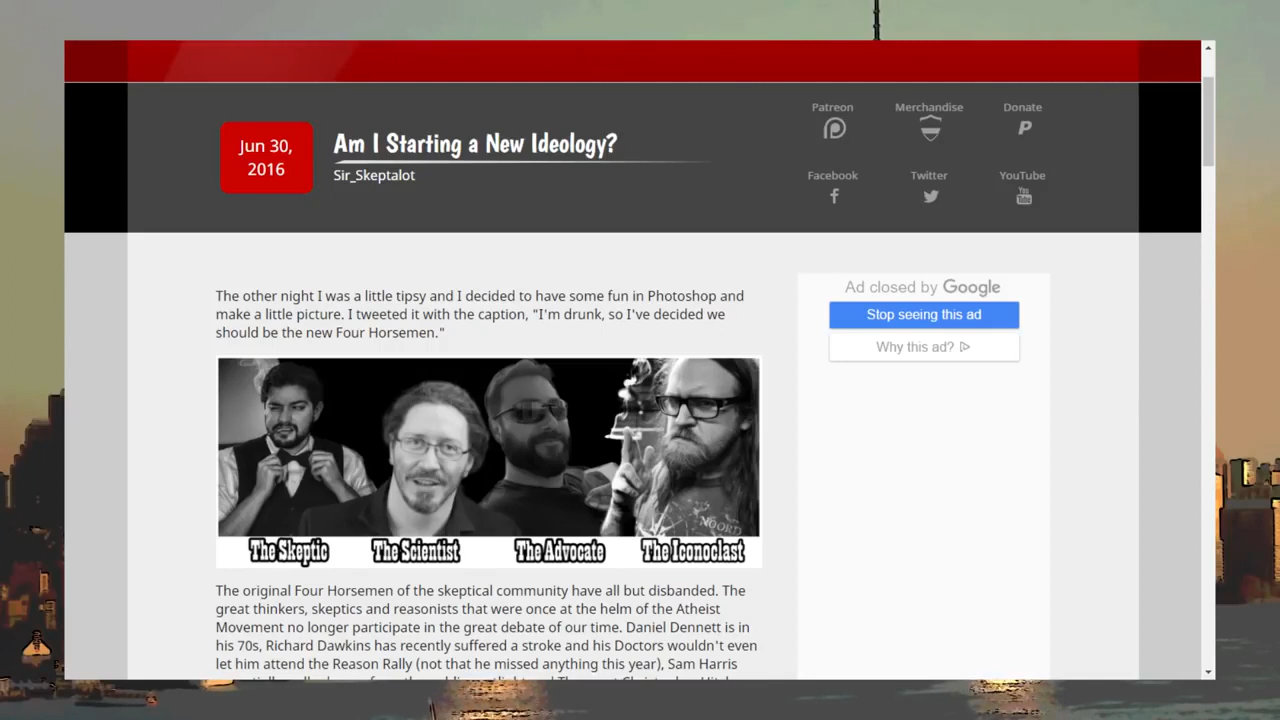 Jun 30,
2016
Am I Starting a New Ideology?
Sir_Skeptalot
Patreon
Merchandise
Donate
Facebook
Twitter
YouTube
You
Tube
The other night I was a little tipsy and I decided to have some fun in Photoshop and
make a little picture. I tweeted it with the caption, "I'm drunk, so I've decided we
should be the new Four Horsemen."
NOORD
The Skeptic
The Scientist
The Advocate
The Iconoclast
The original Four Horsemen of the skeptical community have all but disbanded. The
great thinkers, skeptics and reasonists that were once at the helm of the Atheist
Movement no longer participate in the great debate of our time. Daniel Dennett is in
his 70s, Richard Dawkins has recently suffered a stroke and his Doctors wouldn't even
let him attend the Reason Rally (not that he missed anything this year), Sam Harris
Ad closed by Google
Stop seeing this ad
Why this ad?